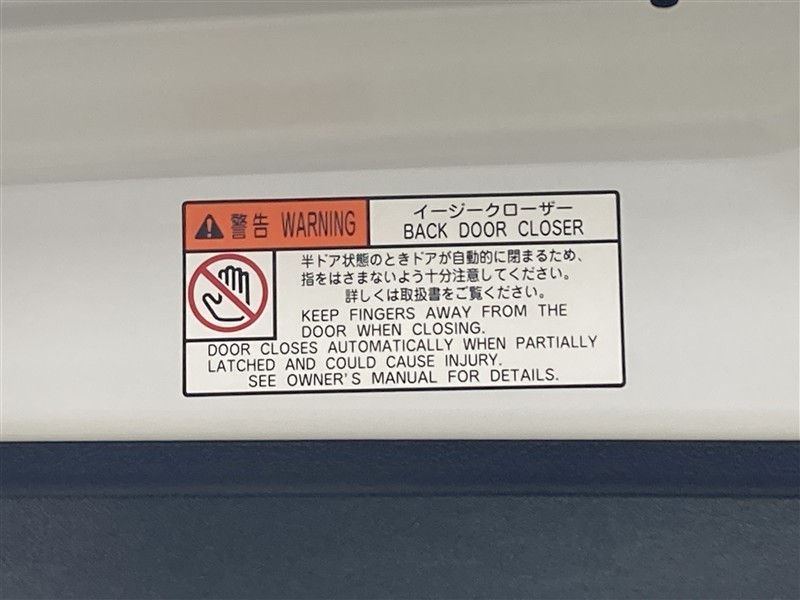 警告 WARNING
イージークローザー
BACK DOOR CLOSER
半ドア状態のときドアが自動的に閉まるため、
指をはさまないよう十分注意してください。
詳しくは取扱書をご覧ください。
KEEP FINGERS AWAY FROM THE
DOOR WHEN CLOSING.
DOOR CLOSES AUTOMATICALLY WHEN PARTIALLY
LATCHED AND COULD CAUSE INJURY.
SEE OWNER'S MANUAL FOR DETAILS.